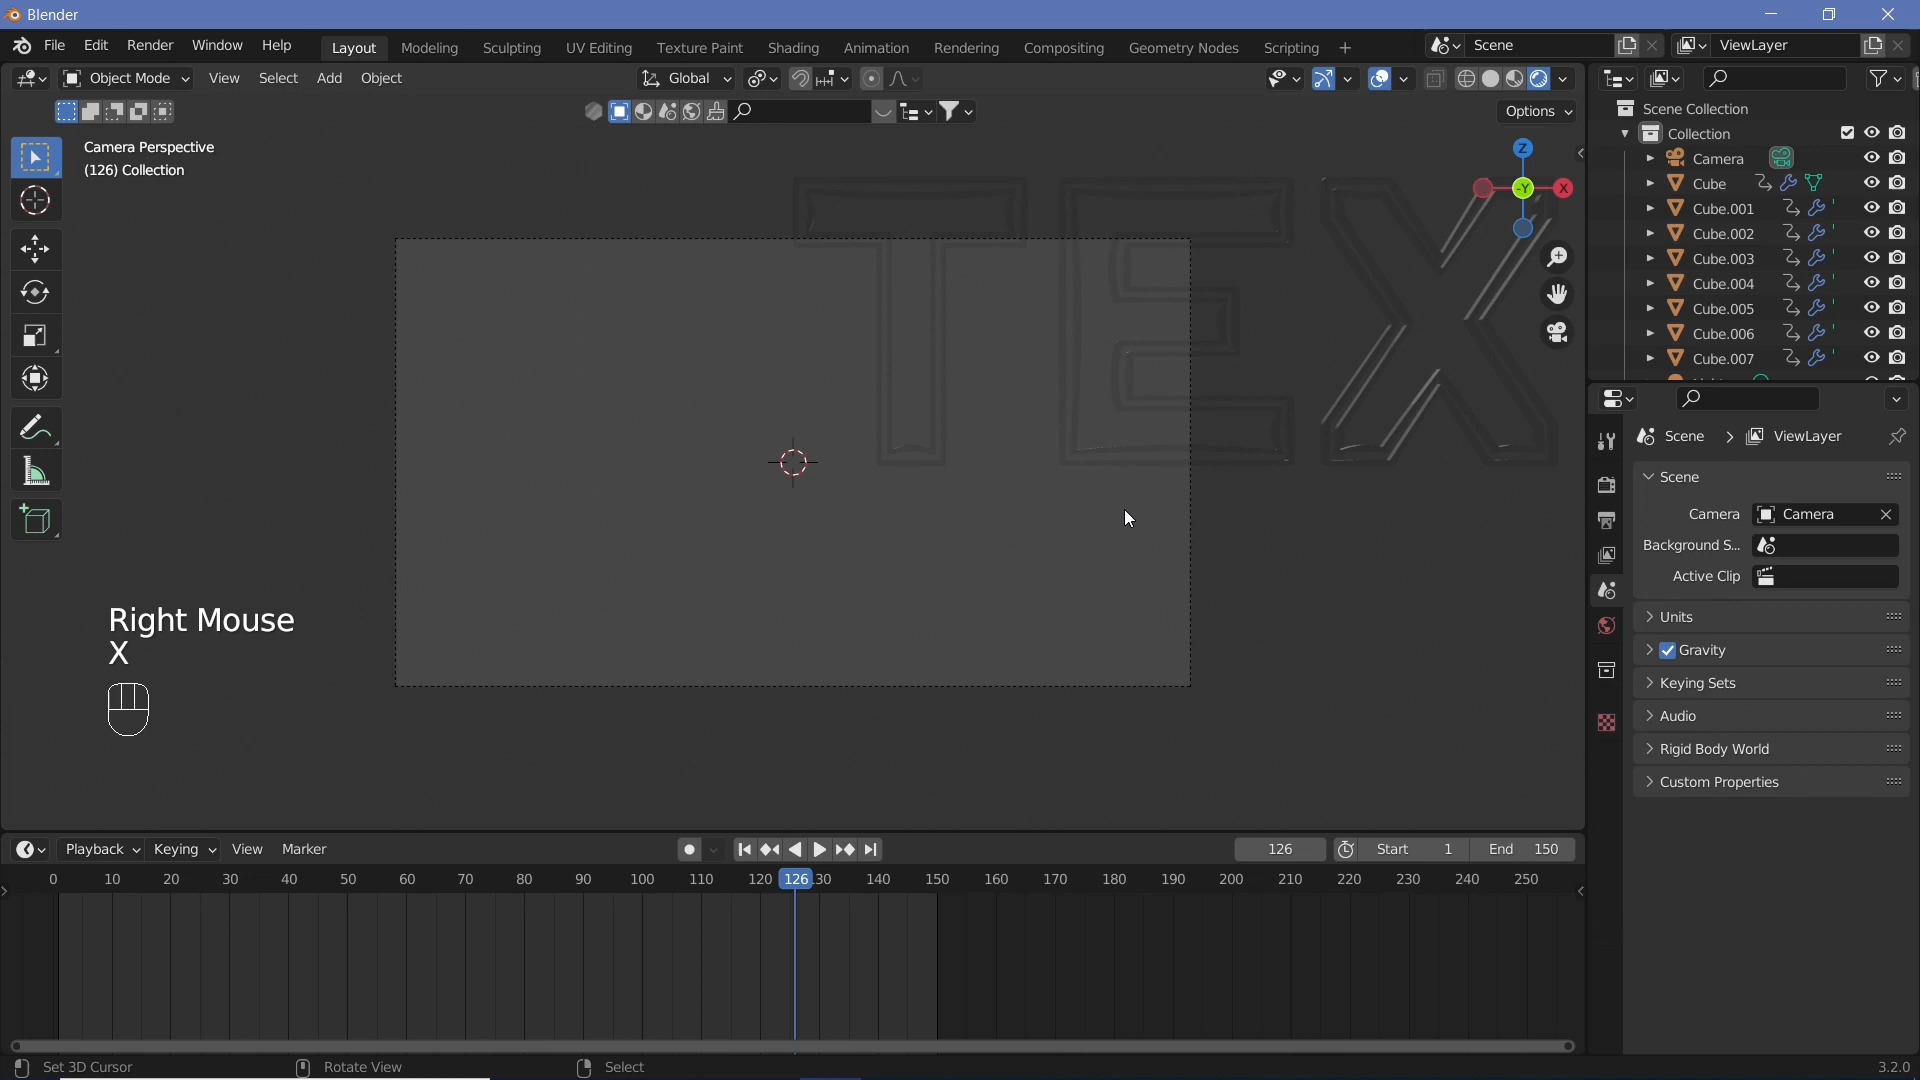 Blender
File Edit Render Window Help Layout Modeling Sculpting UV Editing Texture Paint Shading Animation Rendering Compositing Geometry Nodes Scripting + Scene ViewLayer
Object Mode View Select Add Object Global
Options
Camera Perspective
(126) Collection
TEX
Z
-Y X
Right Mouse
X
Scene Collection
Collection
Camera
Cube
Cube.001
Cube.002
Cube.003
Cube.004
Cube.005
Cube.006
Cube.007
Scene > ViewLayer
Scene
Camera Camera
Background S...
Active Clip
Units
Gravity
Keying Sets
Audio
Rigid Body World
Custom Properties
Playback Keying View Marker 126 Start 1 End 150
0 10 20 30 40 50 60 70 80 90 100 110 120 126 30 140 150 160 170 180 190 200 210 220 230 240 250
Set 3D Cursor Rotate View Select 3.2.0